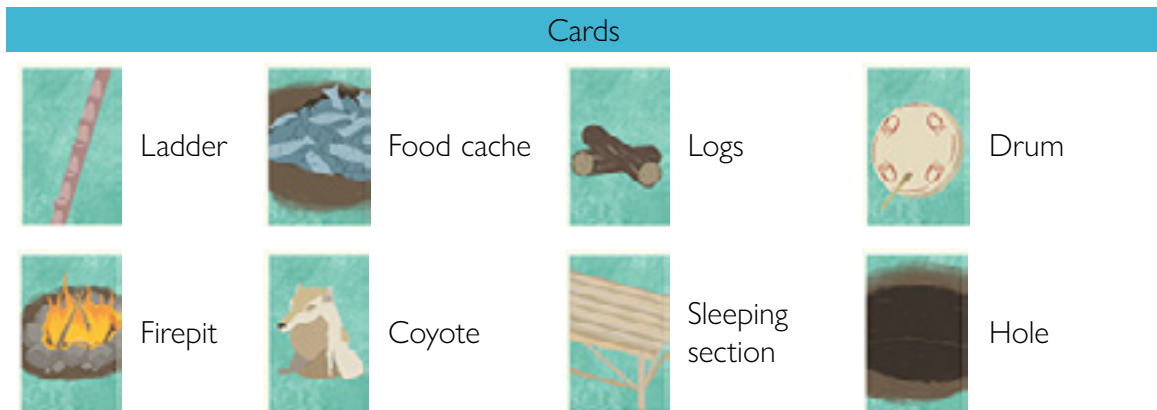 Cards
Ladder
Food cache
Logs
Drum
Firepit
Coyote
Sleeping
section
Hole